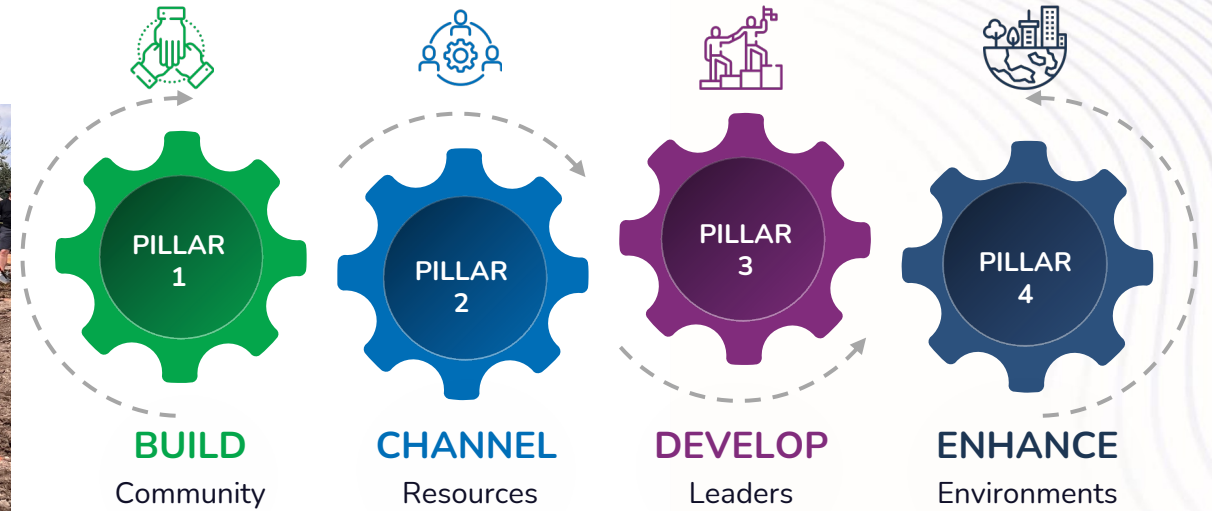 PILLAR
1
PILLAR
2
PILLAR
3
PILLAR
4
BUILD
Community
CHANNEL
Resources
DEVELOP
Leaders
ENHANCE
Environments